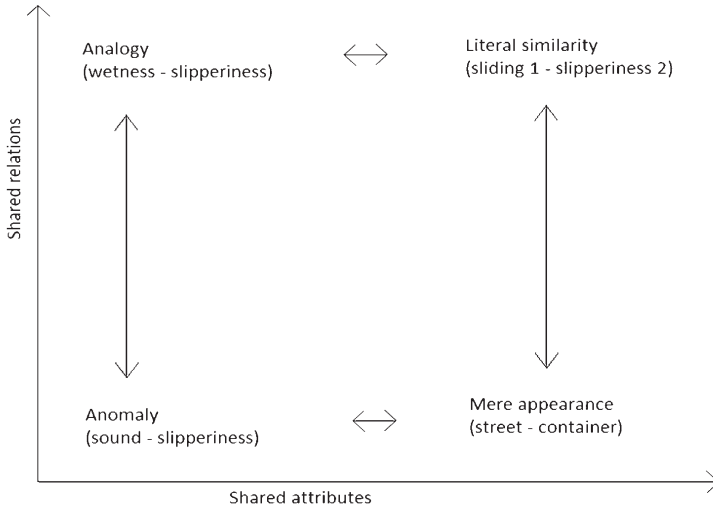 Analogy
(wetness - slipperiness)
Literal similarity
(sliding 1 - slipperiness 2)
Shared relations
Anomaly
(sound - slipperiness)
Mere appearance
(street - container)
Shared attributes